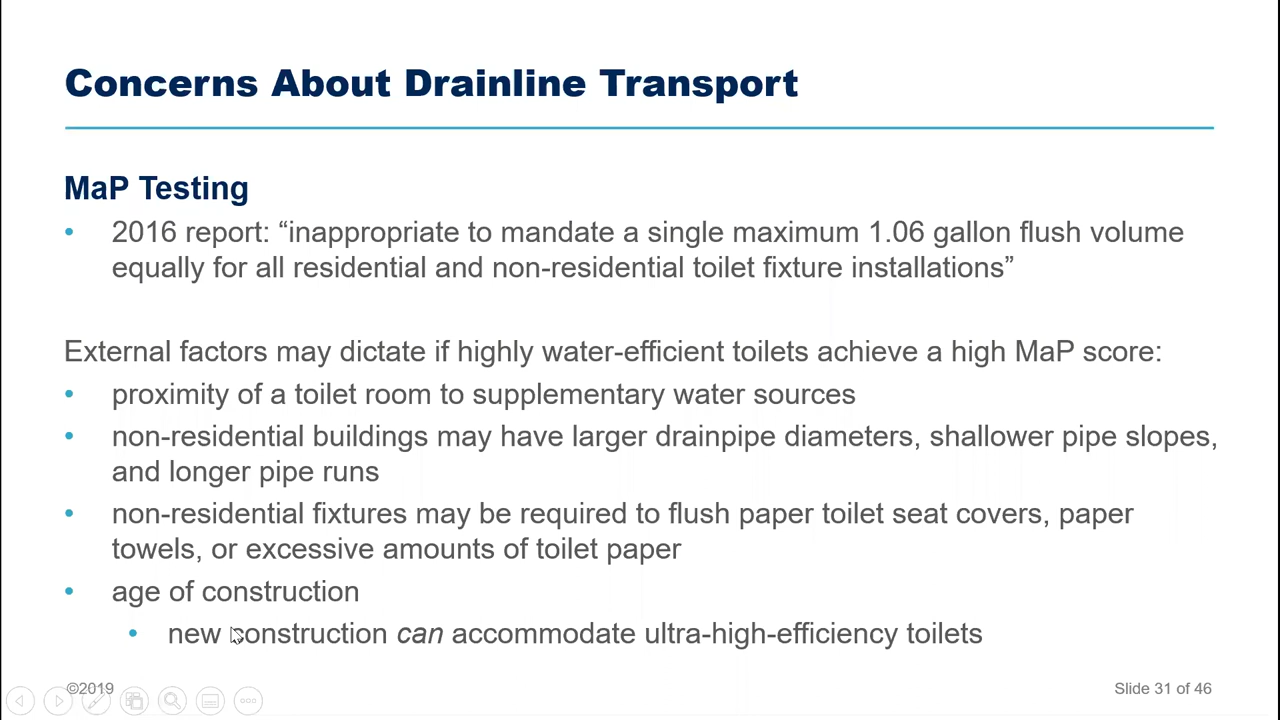 Concerns About Drainline Transport
MaP Testing
• 2016 report: “inappropriate to mandate a single maximum 1.06 gallon flush volume
equally for all residential and non-residential toilet fixture installations”
External factors may dictate if highly water-efficient toilets achieve a high MaP score:
• proximity of a toilet room to supplementary water sources
• non-residential buildings may have larger drainpipe diameters, shallower pipe slopes,
and longer pipe runs
• non-residential fixtures may be required to flush paper toilet seat covers, paper
towels, or excessive amounts of toilet paper
• age of construction
• new construction can accommodate ultra-high-efficiency toilets
©2019
Slide 31 of 46